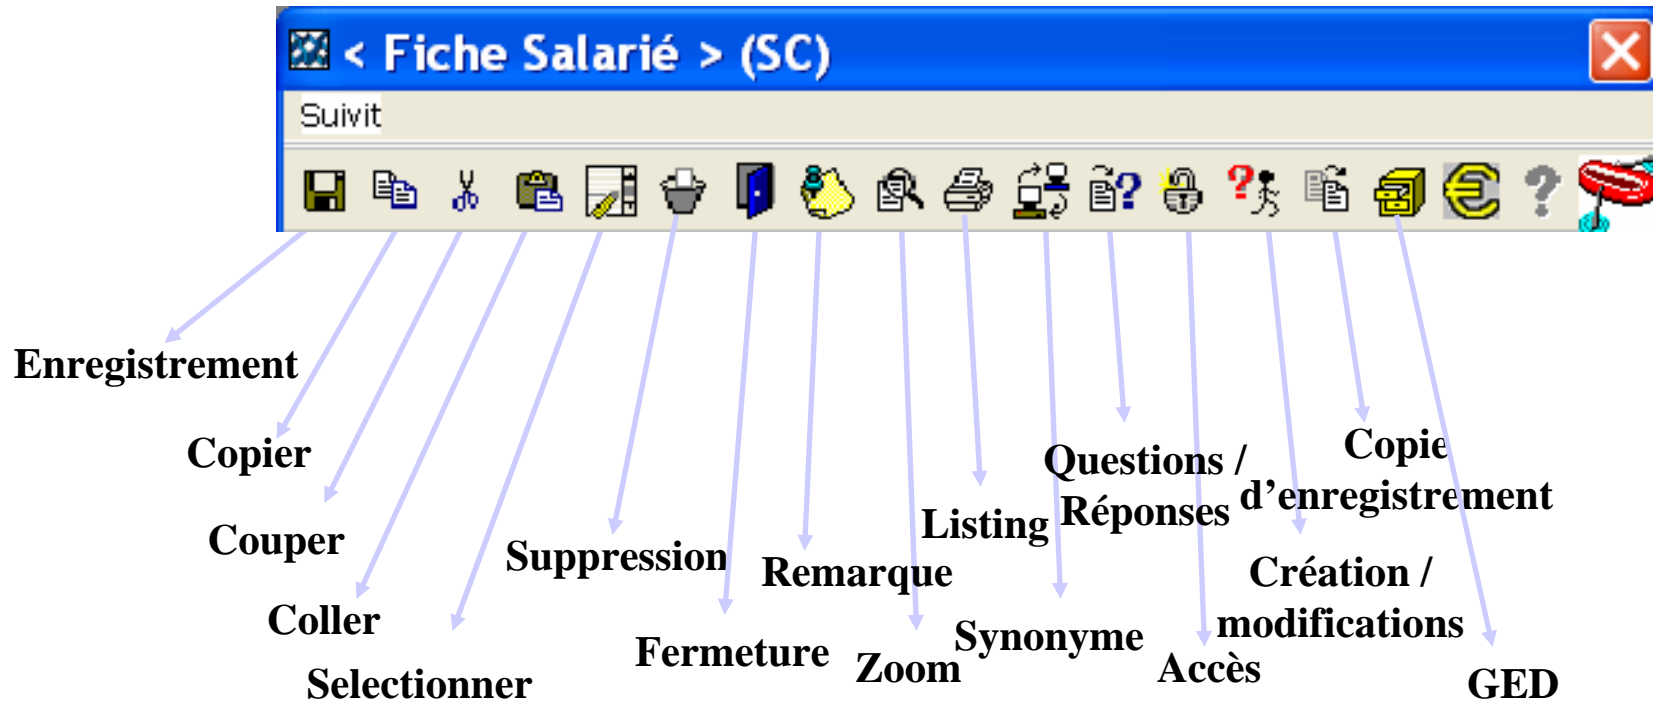 < Fiche Salarié > (SC)
Suivit
Enregistrement
Copier
Couper
Coller
Selectionner
Suppression
Fermeture
Remarque
Zoom
Listing
Synonyme
Questions /
Réponses
Accès
Création /
modifications
Copie
d’enregistrement
GED